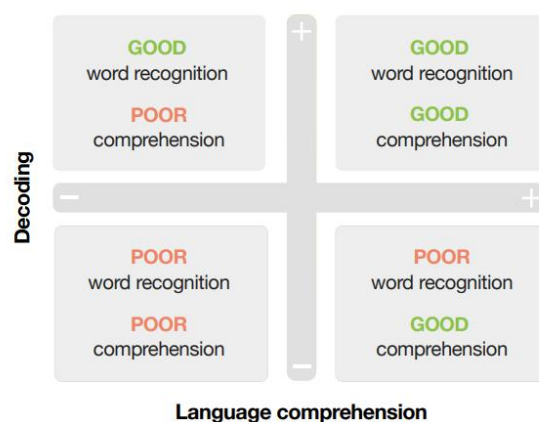 GOOD
word recognition
POOR
comprehension
GOOD
word recognition
GOOD
comprehension
Decoding
POOR
word recognition
POOR
comprehension
POOR
word recognition
GOOD
comprehension
Language comprehension